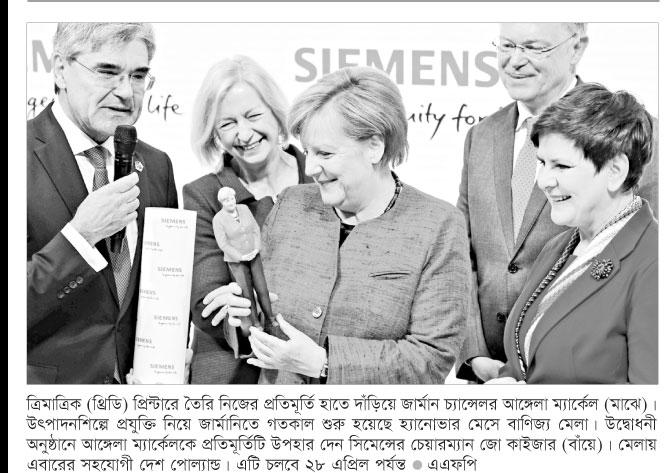 SIEMENS
life
uity for
SIEMENS
SIEMENS
SIEMENS
SIEMENS
SIEMENS
ত্রিমাত্রিক (থ্রিডি) প্রিন্টারে তৈরি নিজের প্রতিমূর্তি হাতে দাঁড়িয়ে জার্মান চ্যান্সেলর আঙ্গেলা ম্যার্কেল (মাঝে)।
উৎপাদনশিল্পে প্রযুক্তি নিয়ে জার্মানিতে গতকাল শুরু হয়েছে হ্যানোভার মেসে বাণিজ্য মেলা। উদ্বোধনী
অনুষ্ঠানে আঙ্গেলা ম্যার্কেলকে প্রতিমূর্তিটি উপহার দেন সিমেন্সের চেয়ারম্যান জো কাইজার (বাঁয়ে)। মেলায়
এবারের সহযোগী দেশ পোল্যান্ড। এটি চলবে ২৮ এপ্রিল পর্যন্ত ● এএফপি